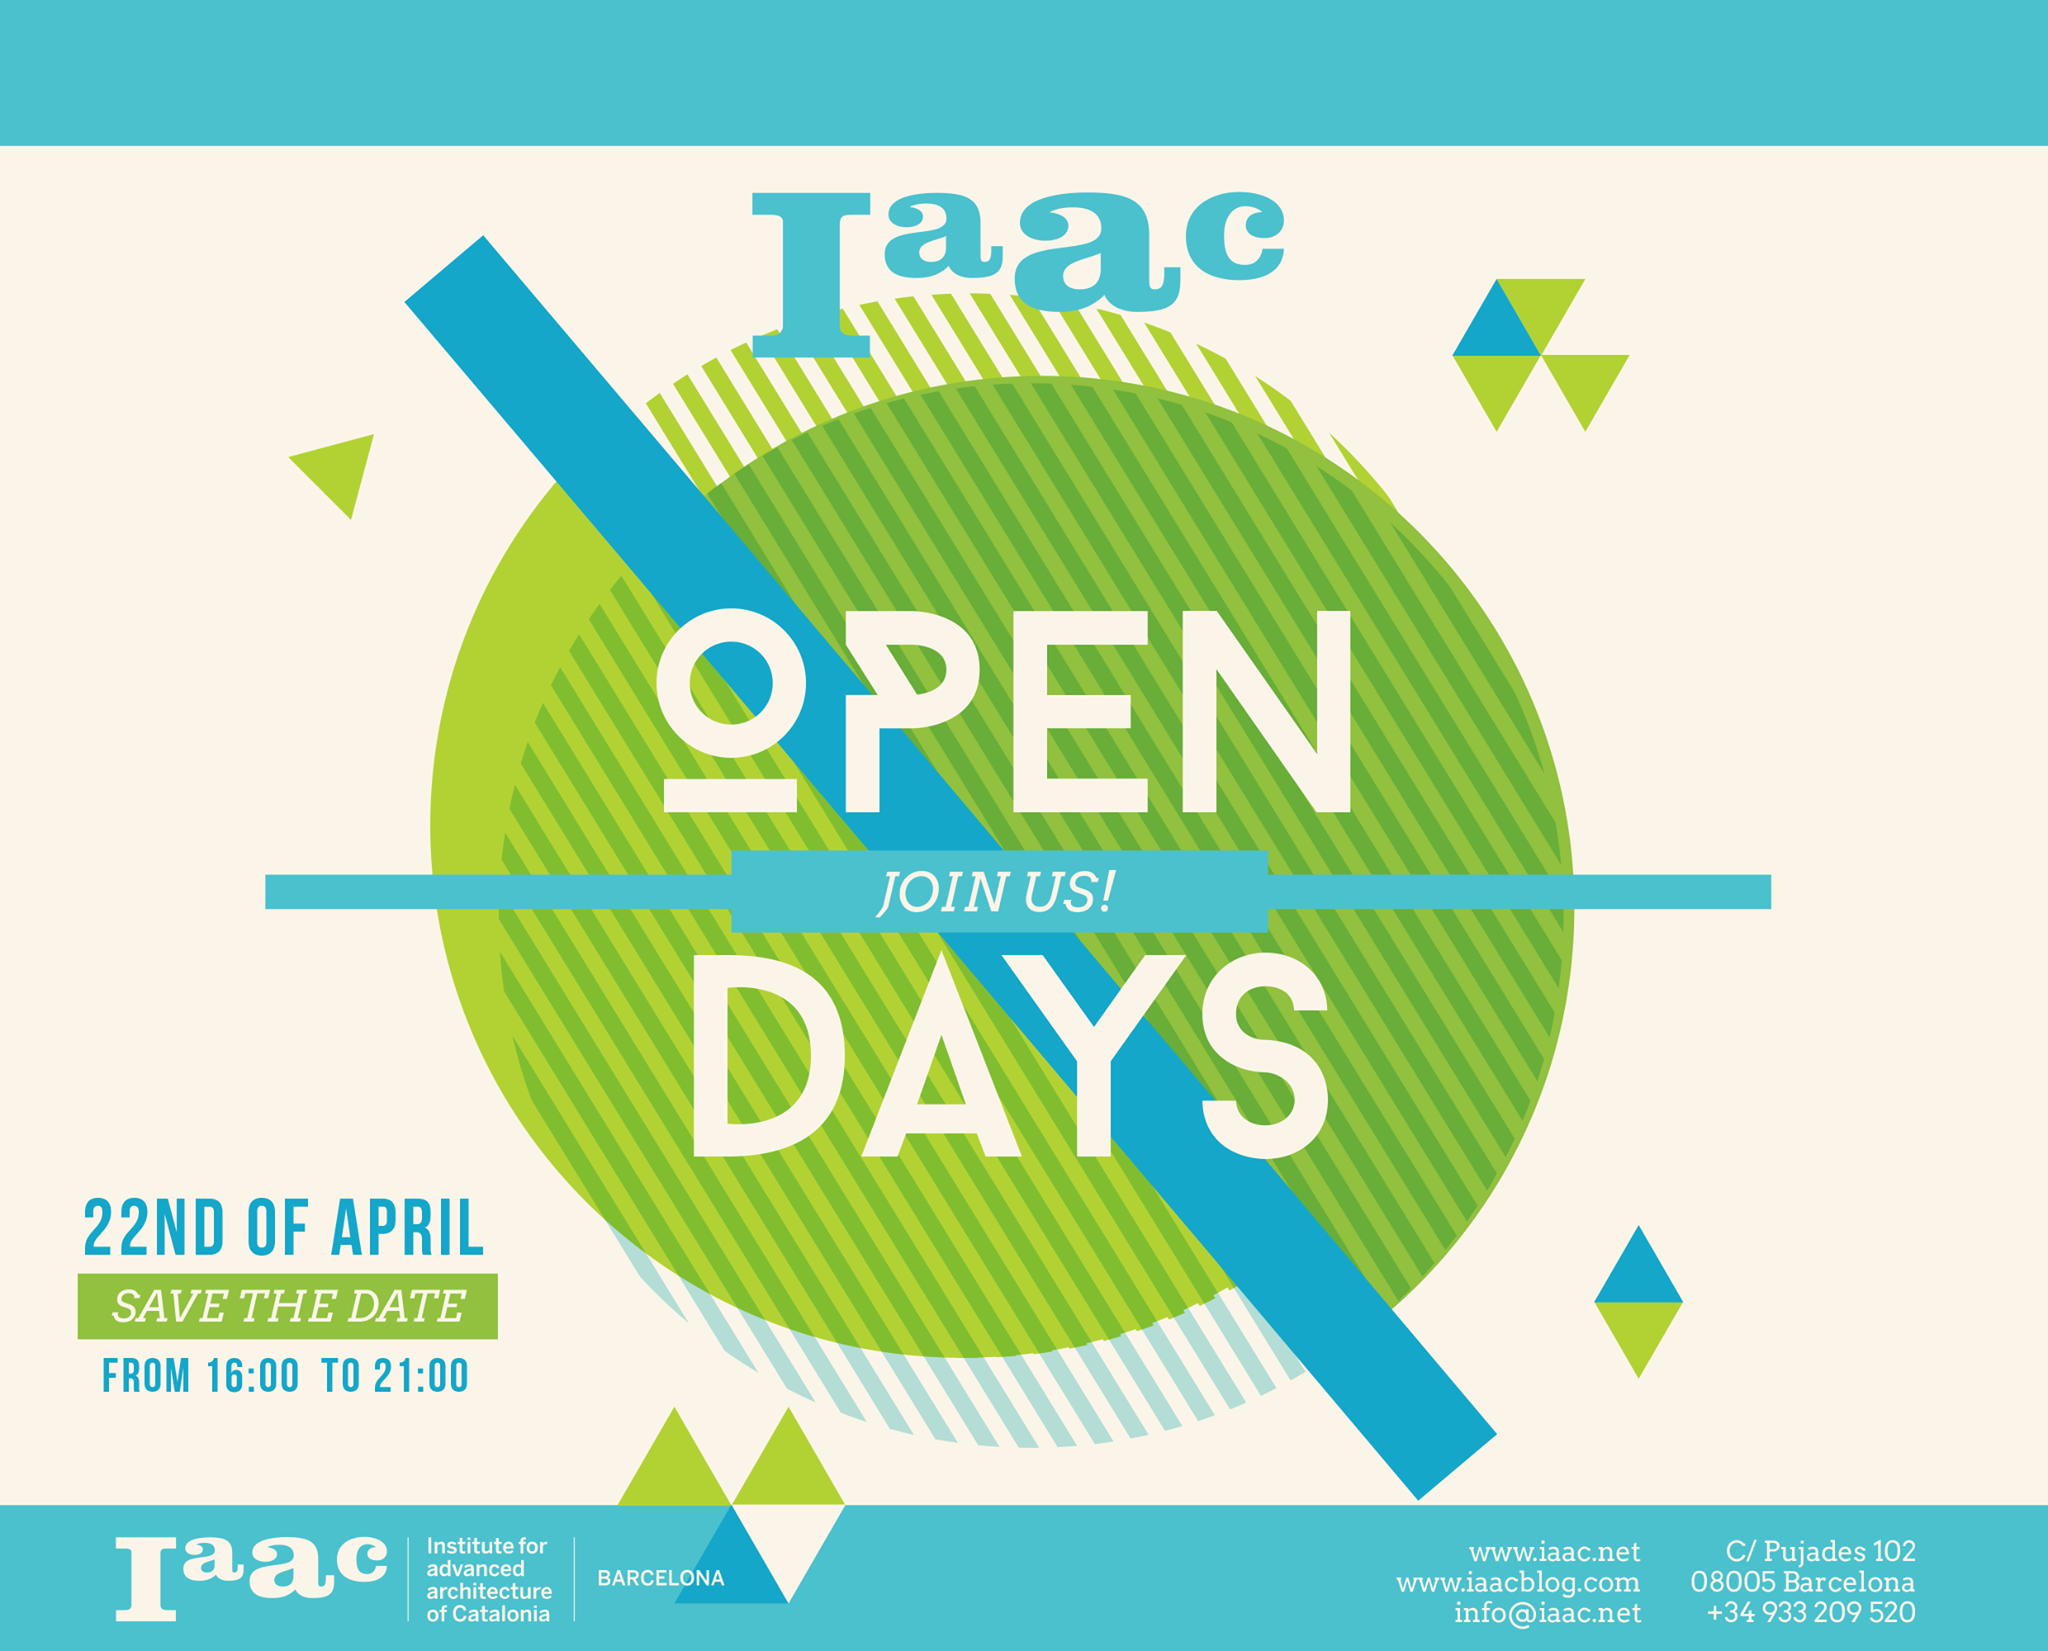 Iaac
OPEN
JOIN US!
DAYS
22ND OF APRIL
SAVE THE DATE
FROM 16:00 TO 21:00
Iaac
Institute for
advanced
architecture
of Catalonia
BARCELONA
www.iaac.net
www.iaacblog.com
info@iaac.net
C/ Pujades 102
08005 Barcelona
+34 933 209 520